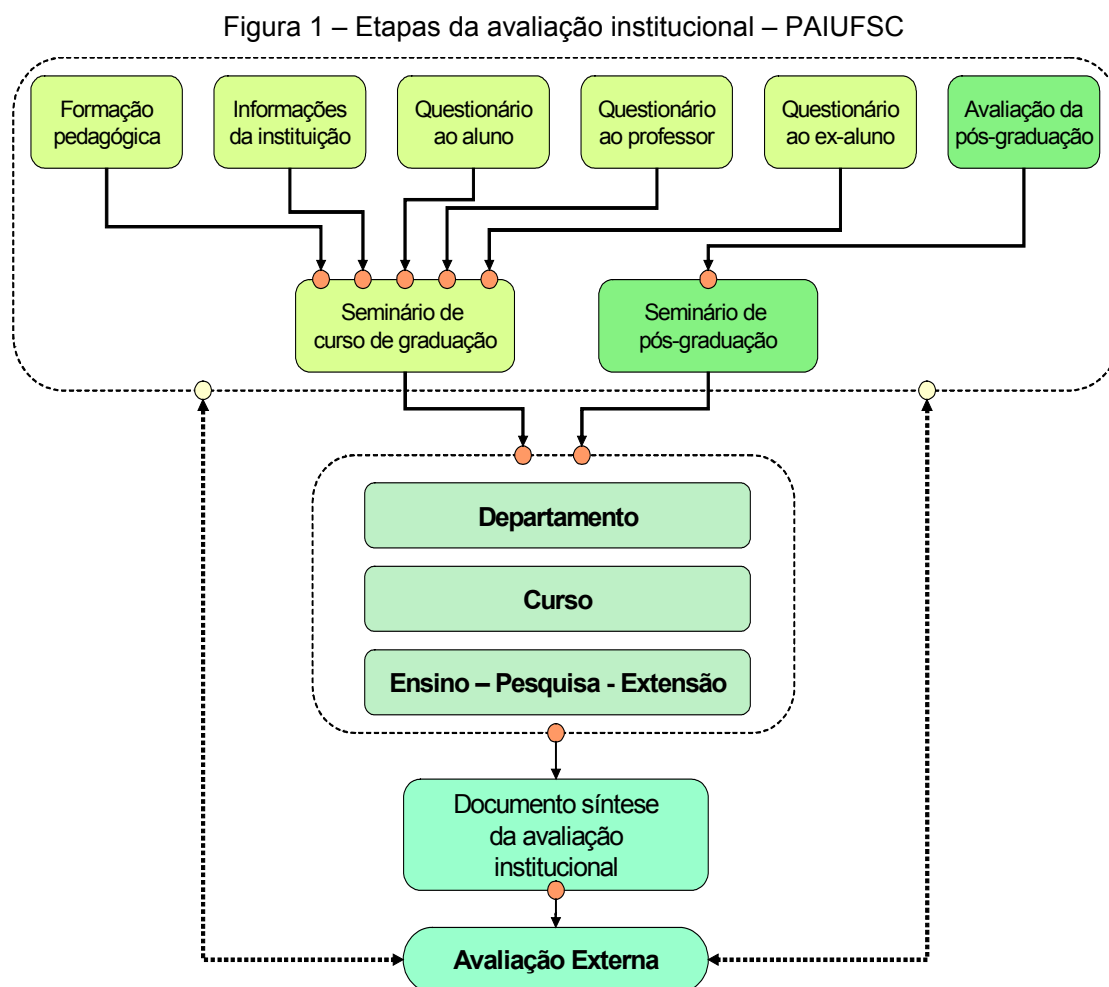 Figura 1 – Etapas da avaliação institucional – PAIUFSC
Formação
pedagógica
Informações
da instituição
Questionário
ao aluno
Questionário
ao professor
Questionário
ao ex-aluno
Avaliação da
pós-graduação
Seminário de
curso de graduação
Seminário de
pós-graduação
Departamento
Curso
Ensino – Pesquisa - Extensão
Documento síntese
da avaliação
institucional
Avaliação Externa